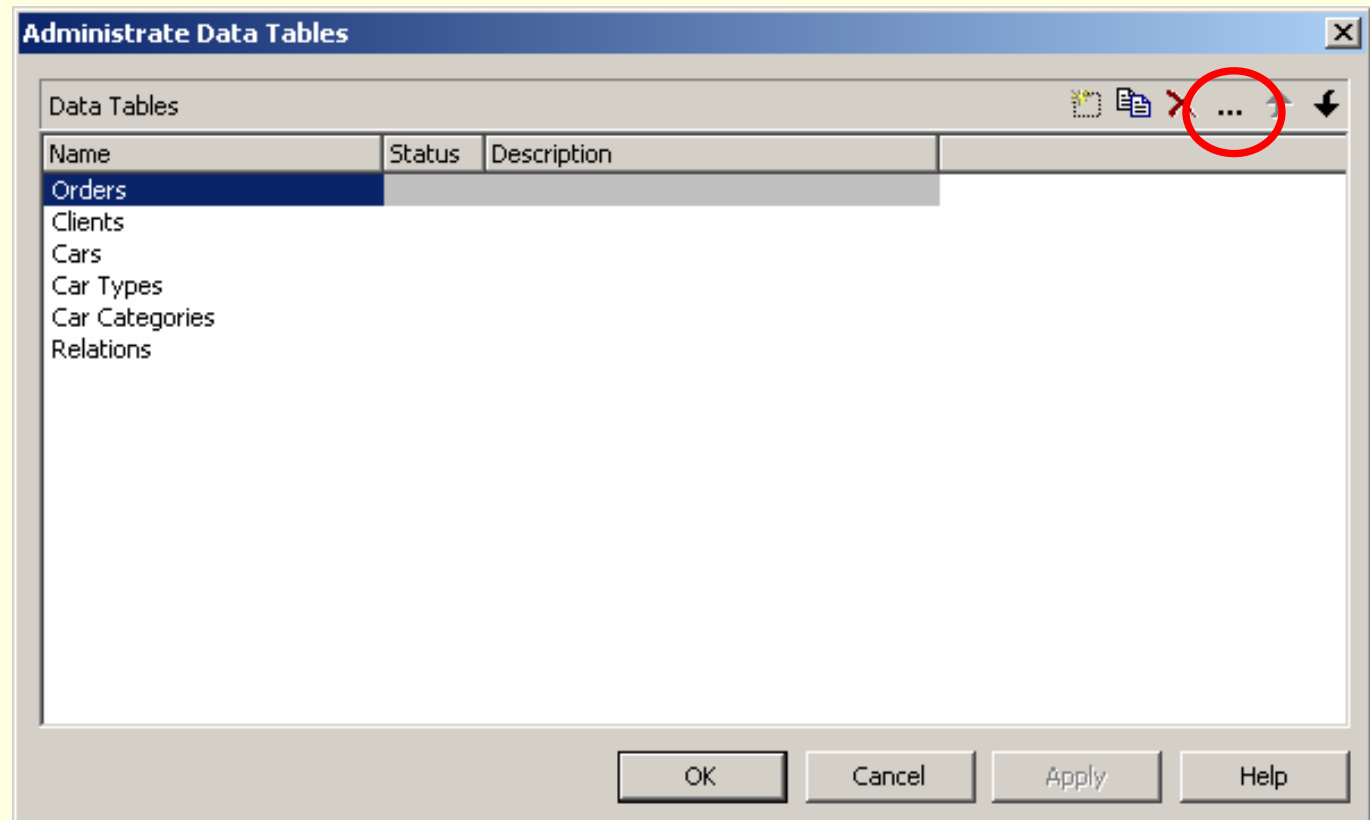 Administrate Data Tables
Data Tables ...
Name Status Description
Orders
Clients
Cars
Car Types
Car Categories
Relations
OK Cancel Apply Help